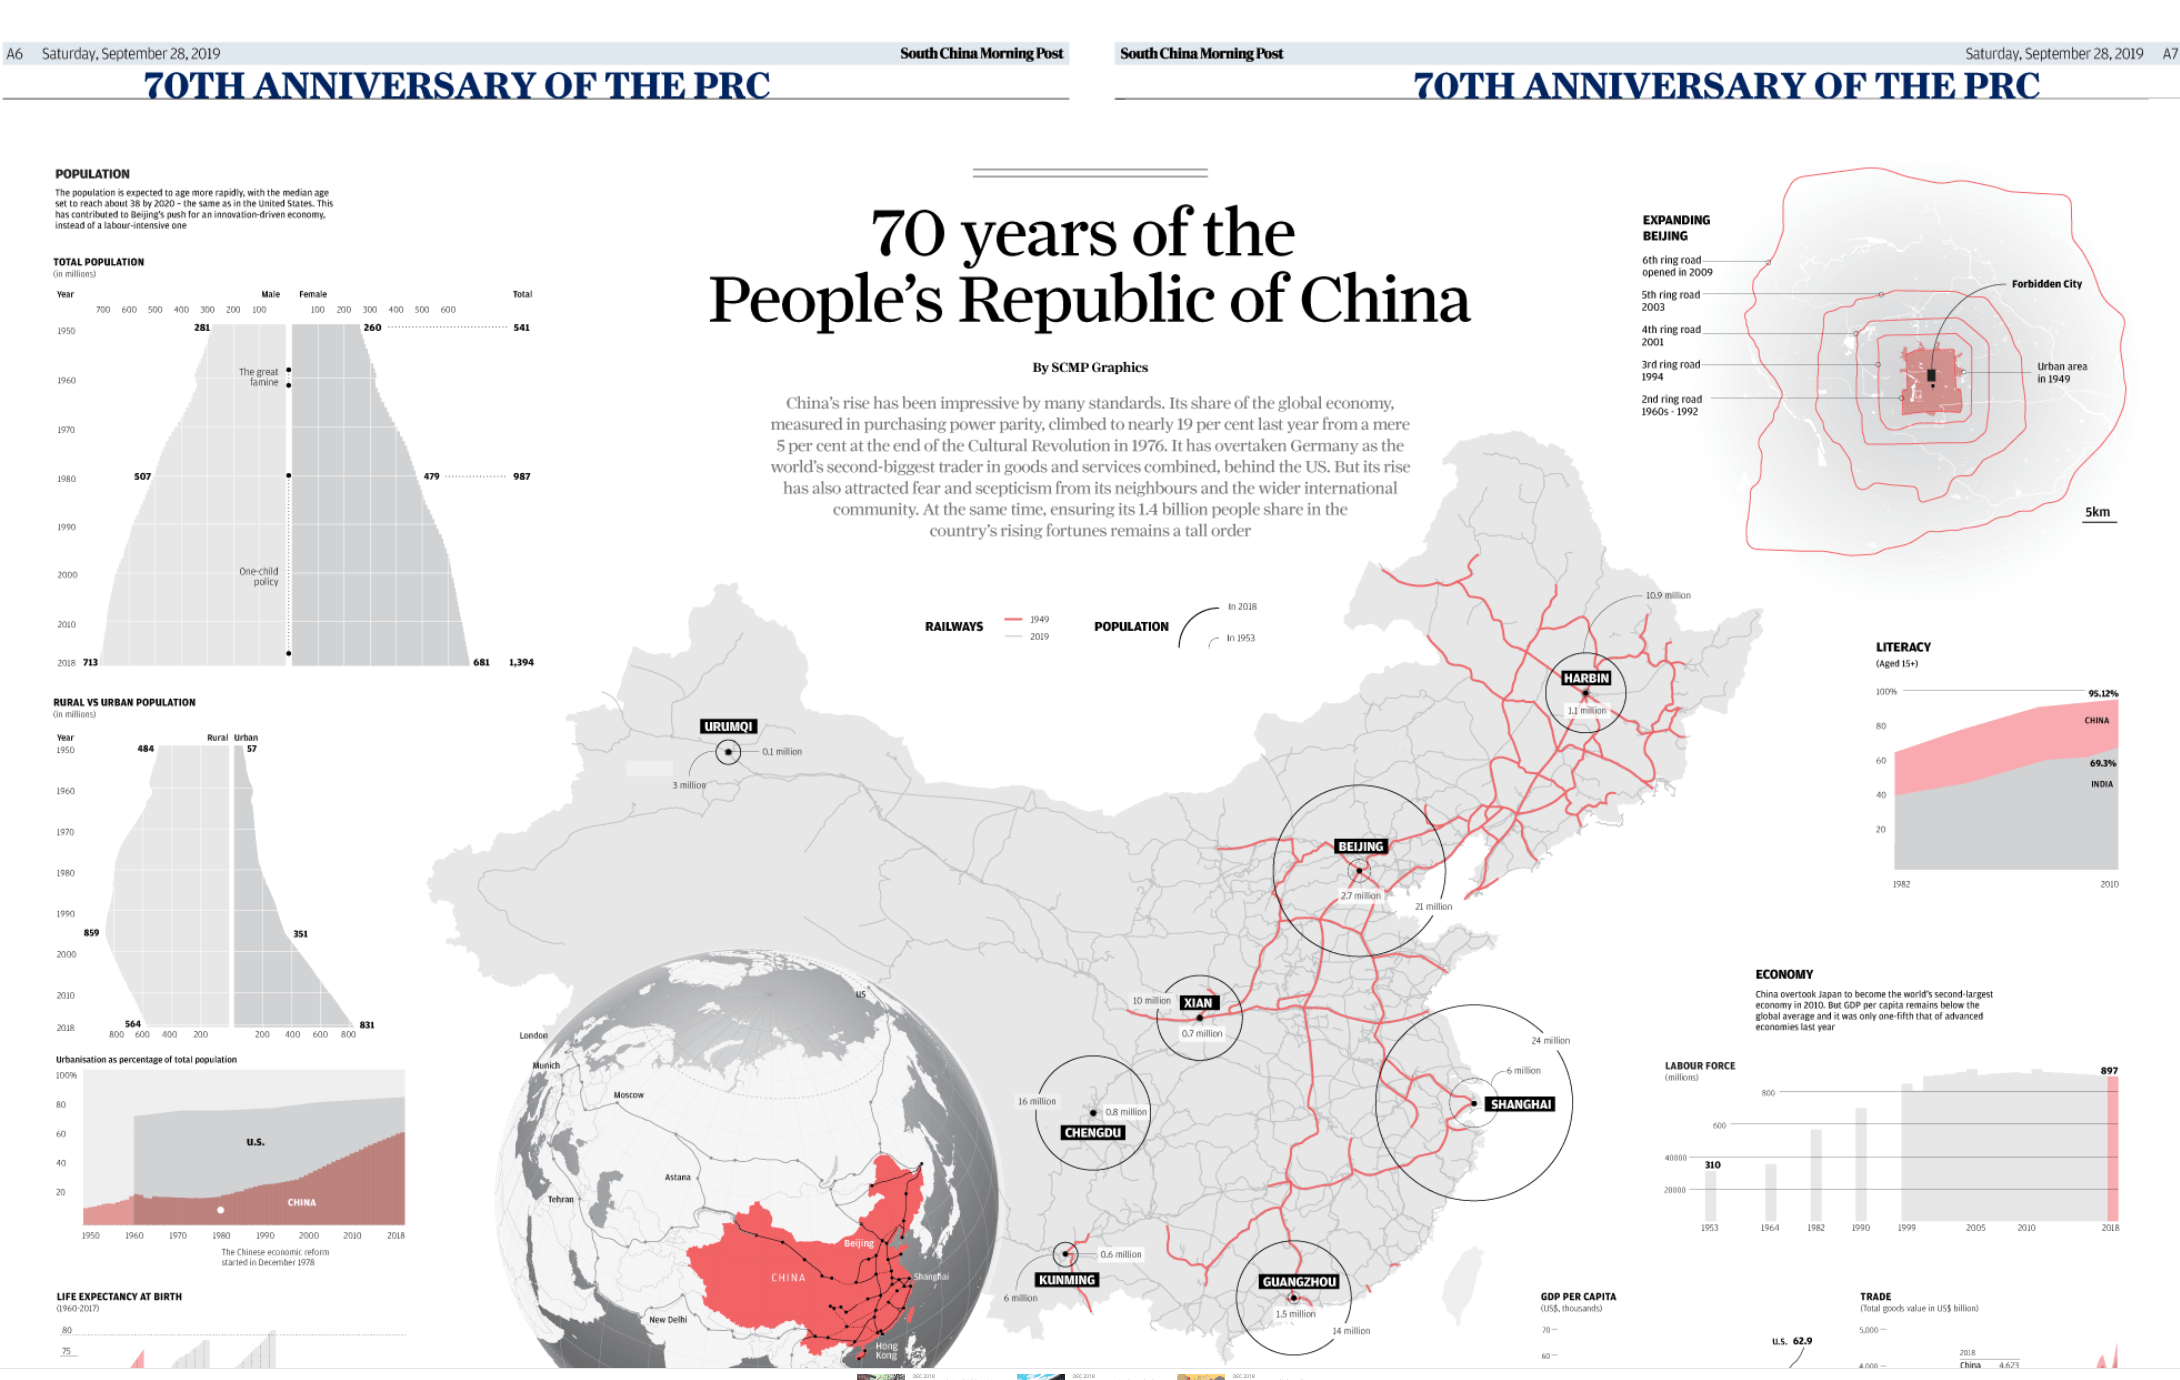 A6 Saturday, September 28, 2019 South China Morning Post
70TH ANNIVERSARY OF THE PRC
South China Morning Post Saturday, September 28, 2019 A7
70TH ANNIVERSARY OF THE PRC
POPULATION
The population is expected to age more rapidly, with the median age
set to reach about 38 by 2020 – the same as in the United States. This
has contributed to Beijing's push for an innovation-driven economy,
instead of a labour-intensive one
TOTAL POPULATION
(in millions)
Year Male Female Total
700 600 500 400 300 200 100 100 200 300 400 500 600
1950 281 260 541
The great
famine
1960
1970
1980 507 479 987
1990
One-child
policy
2000
2010
2018 713 681 1,394
RURAL VS URBAN POPULATION
(in millions)
Year Rural Urban
1950 484 57
1960
1970
1980
1990
859 351
2000
2010
2018 564 831
800 600 400 200 200 400 600 800
Urbanisation as percentage of total population
100%
80
60
40
20
U.S.
CHINA
1950 1960 1970 1980 1990 2000 2010 2018
The Chinese economic reform
started in December 1978
LIFE EXPECTANCY AT BIRTH
(1960-2017)
80
75
70 years of the
People's Republic of China
By SCMP Graphics
China's rise has been impressive by many standards. Its share of the global economy,
measured in purchasing power parity, climbed to nearly 19 per cent last year from a mere
5 per cent at the end of the Cultural Revolution in 1976. It has overtaken Germany as the
world's second-biggest trader in goods and services combined, behind the US. But its rise
has also attracted fear and scepticism from its neighbours and the wider international
community. At the same time, ensuring its 1.4 billion people share in the
country's rising fortunes remains a tall order
RAILWAYS
1949
2019
POPULATION
In 2018
In 1953
URUMQI
0.1 million
3 million
10.9 million
HARBIN
1.1 million
BEIJING
2.7 million
21 million
10 million
XIAN
0.7 million
24 million
6 million
SHANGHAI
16 million
0.8 million
CHENGDU
0.6 million
KUNMING
6 million
GUANGZHOU
1.5 million
14 million
US
London
Munich
Moscow
Astana
Tehran
Beijing
CHINA
Shanghai
New Delhi
Hong
Kong
EXPANDING
BEIJING
6th ring road
opened in 2009
5th ring road
2003
4th ring road
2001
3rd ring road
1994
2nd ring road
1960s - 1992
Forbidden City
Urban area
in 1949
5km
LITERACY
(Aged 15+)
100%
80
60
40
20
95.12%
CHINA
69.3%
INDIA
1982 2010
ECONOMY
China overtook Japan to become the world's second-largest
economy in 2010. But GDP per capita remains below the
global average and it was only one-fifth that of advanced
economies last year
LABOUR FORCE
(millions)
897
800
600
40000
310
20000
1953 1964 1982 1990 1999 2005 2010 2018
GDP PER CAPITA
(US$, thousands)
70
60
U.S. 62.9
TRADE
(Total goods value in US$ billion)
5,000
4,000
2018
China 4,623
DEC 2018 DEC 2018 DEC 2018